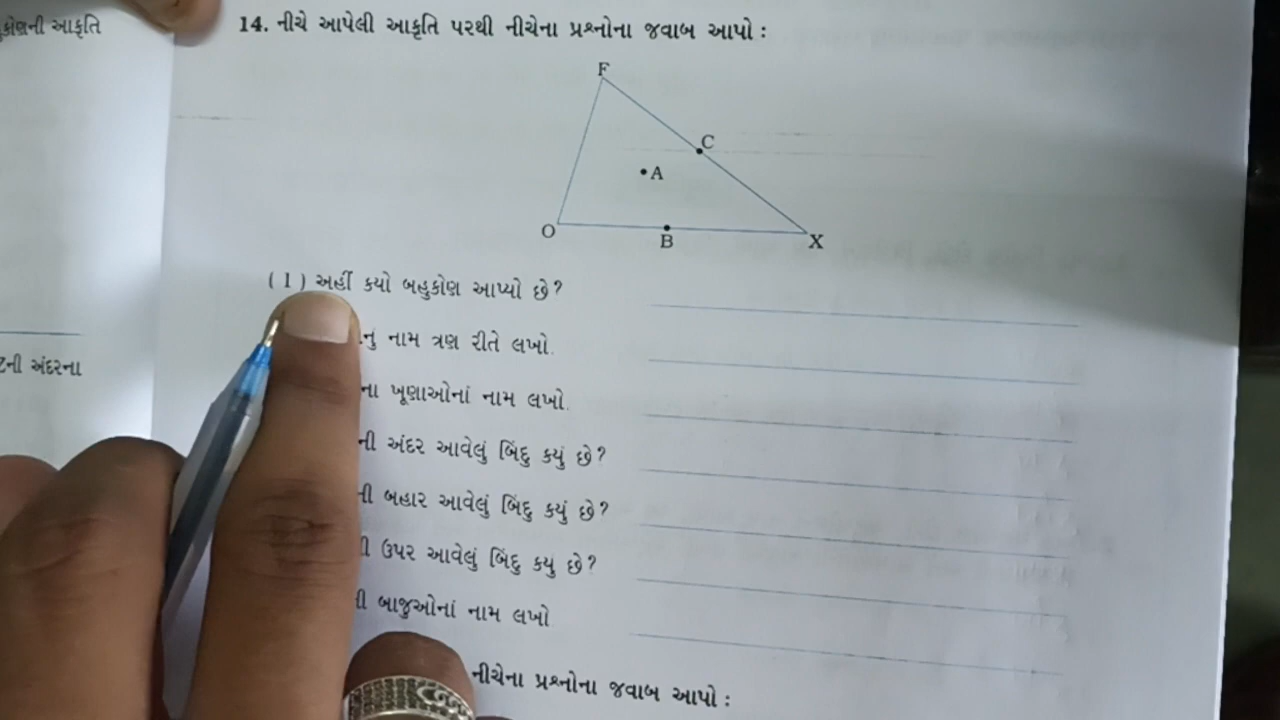 કોણની આકૃતિ
14. નીચે આપેલી આકૃતિ પરથી નીચેના પ્રશ્નોના જવાબ આપો :
F
C
A
O
B
X
( 1 ) અહીં કયો બહુકોણ આપ્યો છે?
નામ ત્રણ રીતે લખો.
ના ખૂણાઓનાં નામ લખો.
અંદરના
ની અંદર આવેલું બિંદુ કયું છે?
બહાર આવેલું બિંદુ કયું છે?
ઉપર આવેલું બિંદુ કયું છે?
બાજુઓનાં નામ લખો
નીચેના પ્રશ્નોના જવાબ આપો :